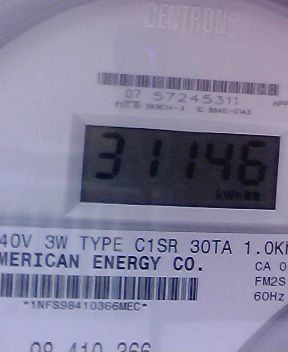 CENTRON®
07 57245311
31146
kWh
40V 3W TYPE C1SR 30TA 1.0K
MERICAN ENERGY CO.
CA 0
FM2S
60Hz
*1NFS98410366MEC*
98 410 366